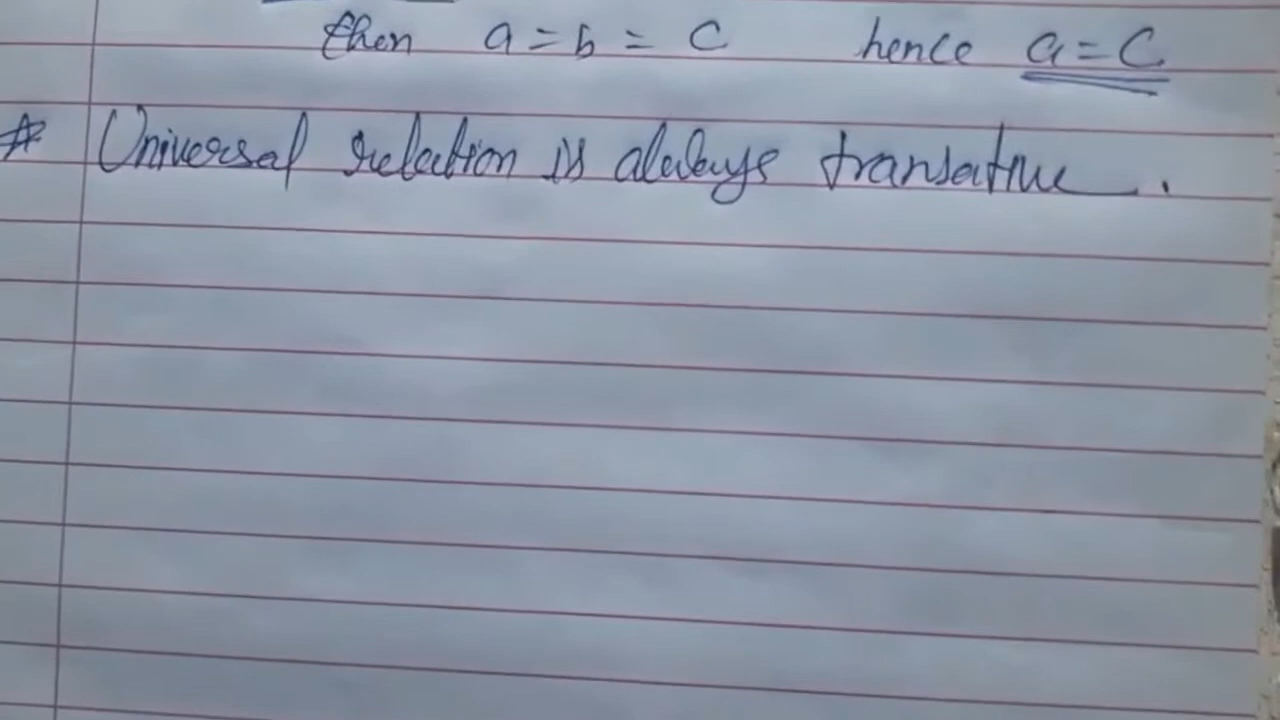 then a = b = c hence a = c
# Universal relation is always transative.